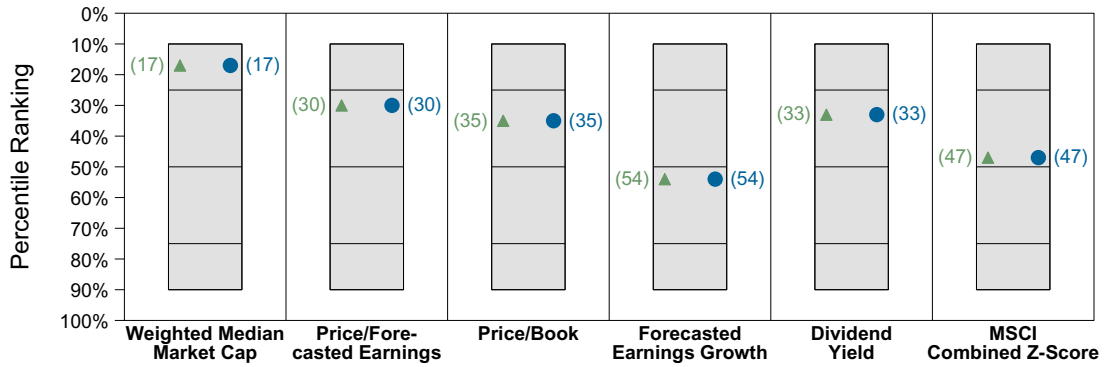 Percentile Ranking
0%
10%
20%
30%
40%
50%
60%
70%
80%
90%
100%
(17) (17)
(30) (30)
(35) (35)
(54) (54)
(33) (33)
(47) (47)
Weighted Median
Market Cap
Price/Fore-
casted Earnings
Price/Book
Forecasted
Earnings Growth
Dividend
Yield
MSCI
Combined Z-Score